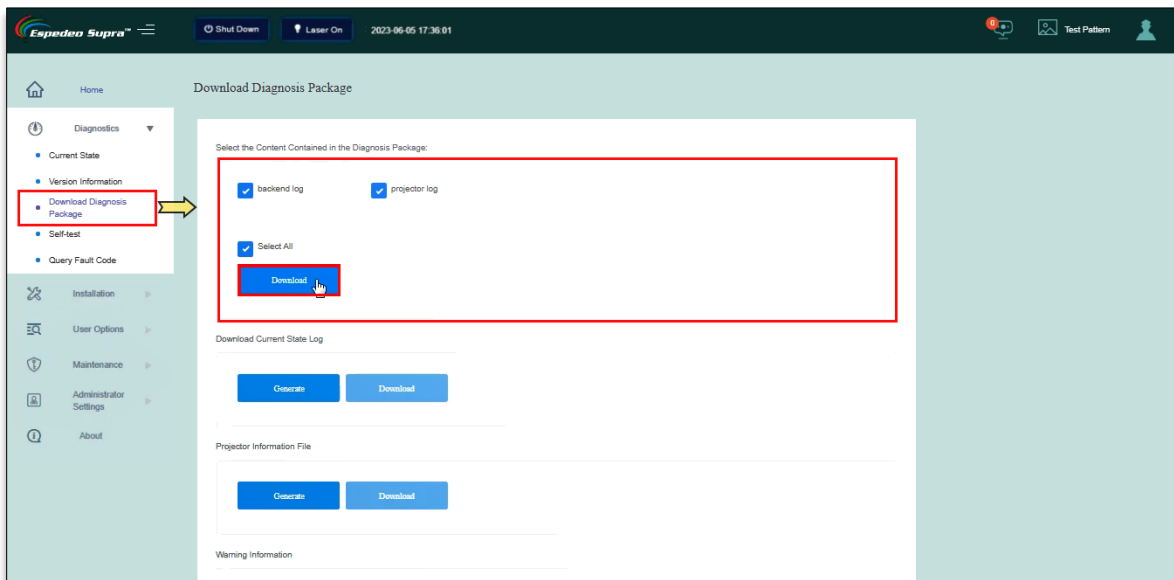 Espedeo Supra™
Shut Down
Laser On
2023-06-05 17:36:01
0
Test Pattern
Home
Diagnostics
Current State
Version Information
Download Diagnosis
Package
Self-test
Query Fault Code
Installation
User Options
Maintenance
Administrator
Settings
About
Download Diagnosis Package
Select the Content Contained in the Diagnosis Package:
backend log
projector log
Select All
Download
Download Current State Log
Generate
Download
Projector Information File
Generate
Download
Warning Information